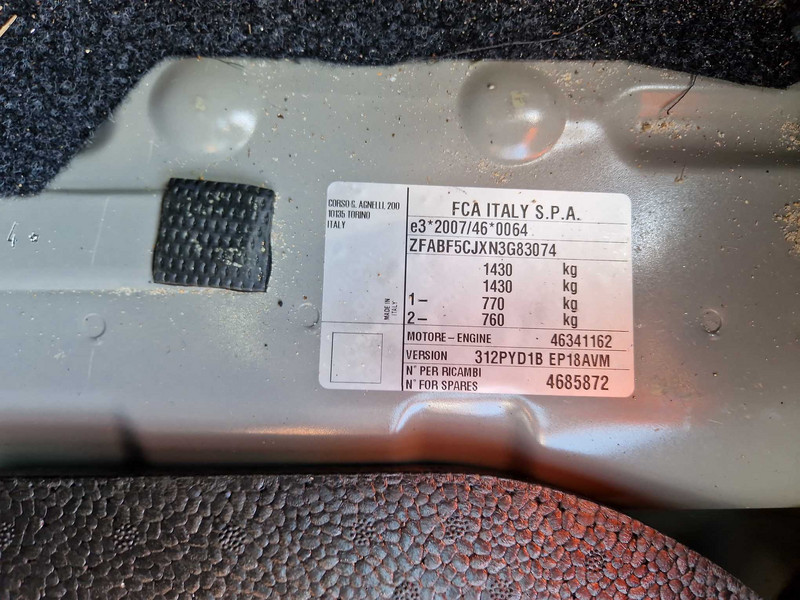 CORSO G. AGNELLI, 200
10135 TORINO
ITALY
MADE IN
ITALY
FCA ITALY S.P.A.
e3*2007/46*0064
ZFABF5CJXN3G83074
1430 kg
1430 kg
1– 770 kg
2– 760 kg
MOTORE – ENGINE 46341162
VERSION 312PYD1B EP18AVM
N° PER RICAMBI
N° FOR SPARES 4685872